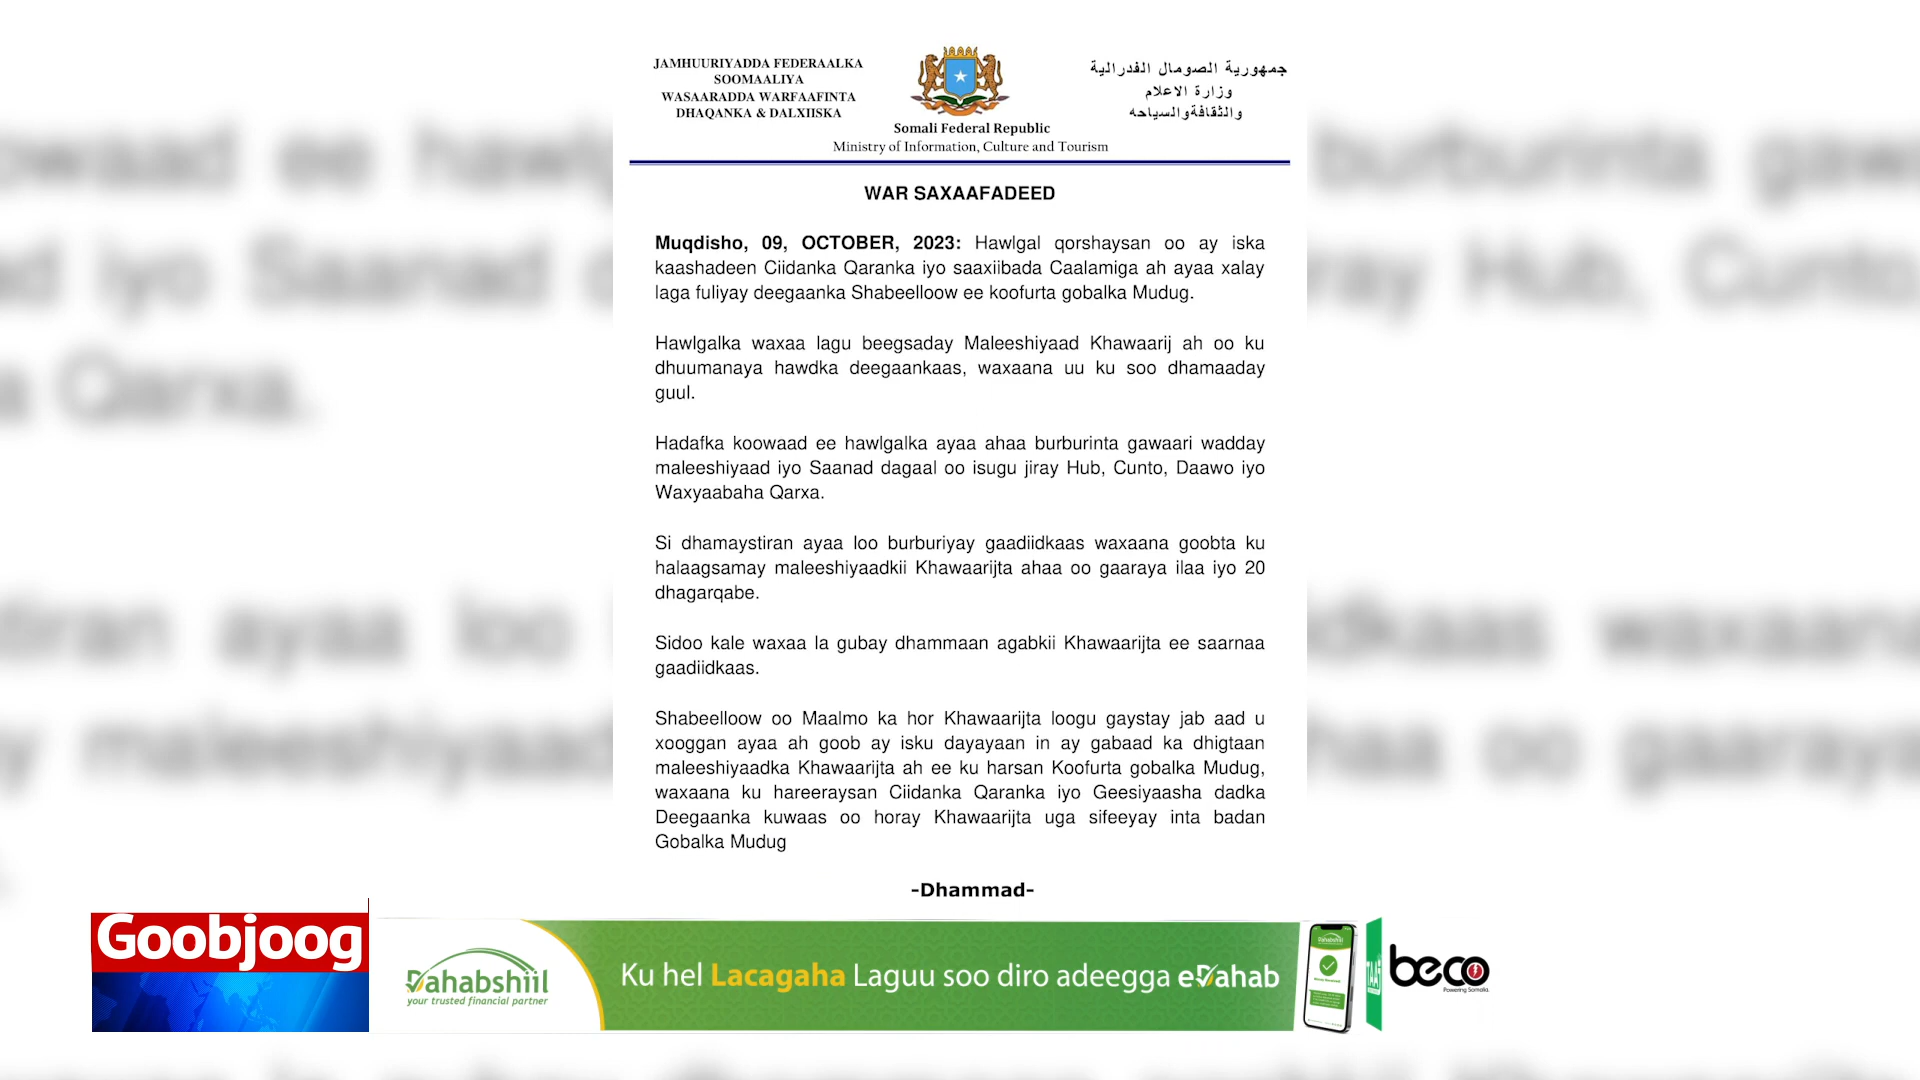 JAMHUURIYADDA FEDERAALKA
SOOMAALIYA
WASAARADDA WARFAAFINTA
DHAQANKA & DALXIISKA
جمهورية الصومال الفدرالية
وزارة الاعلام
والثقافةوالسياحه
Somali Federal Republic
Ministry of Information, Culture and Tourism
WAR SAXAAFADEED
Muqdisho, 09, OCTOBER, 2023: Hawlgal qorshaysan oo ay iska
kaashadeen Ciidanka Qaranka iyo saaxiibada Caalamiga ah ayaa xalay
laga fuliyay deegaanka Shabeelloow ee koofurta gobalka Mudug.
Hawlgalka waxaa lagu beegsaday Maleeshiyaad Khawaarij ah oo ku
dhuumanaya hawdka deegaankaas, waxaana uu ku soo dhamaaday
guul.
Hadafka koowaad ee hawlgalka ayaa ahaa burburinta gawaari wadday
maleeshiyaad iyo Saanad dagaal oo isugu jiray Hub, Cunto, Daawo iyo
Waxyaabaha Qarxa.
Si dhamaystiran ayaa loo burburiyay gaadiidkaas waxaana goobta ku
halaagsamay maleeshiyaadkii Khawaarijta ahaa oo gaaraya ilaa iyo 20
dhagarqabe.
Sidoo kale waxaa la gubay dhammaan agabkii Khawaarijta ee saarnaa
gaadiidkaas.
Shabeelloow oo Maalmo ka hor Khawaarijta loogu gaystay jab aad u
xooggan ayaa ah goob ay isku dayayaan in ay gabaad ka dhigtaan
maleeshiyaadka Khawaarijta ah ee ku harsan Koofurta gobalka Mudug,
waxaana ku hareeraysan Ciidanka Qaranka iyo Geesiyaasha dadka
Deegaanka kuwaas oo horay Khawaarijta uga sifeeyay inta badan
Gobalka Mudug
-Dhammad-
Goobjoog
Dahabshiil
your trusted financial partner
Ku hel Lacagaha Laguu soo diro adeegga eDahab
beco
Powering Somalia.